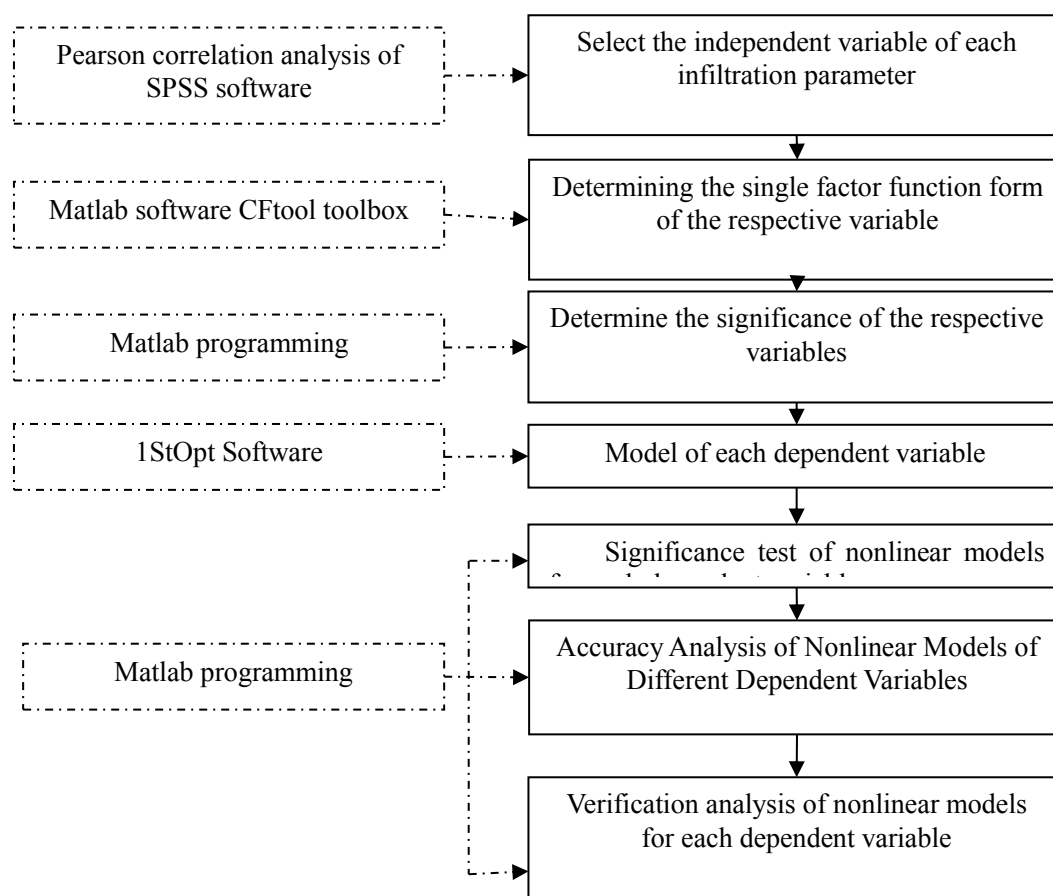 Pearson correlation analysis of
SPSS software
Select the independent variable of each
infiltration parameter
Matlab software CFtool toolbox
Determining the single factor function form
of the respective variable
Matlab programming
Determine the significance of the respective
variables
1StOpt Software
Model of each dependent variable
Significance test of nonlinear models
Matlab programming
Accuracy Analysis of Nonlinear Models of
Different Dependent Variables
Verification analysis of nonlinear models
for each dependent variable